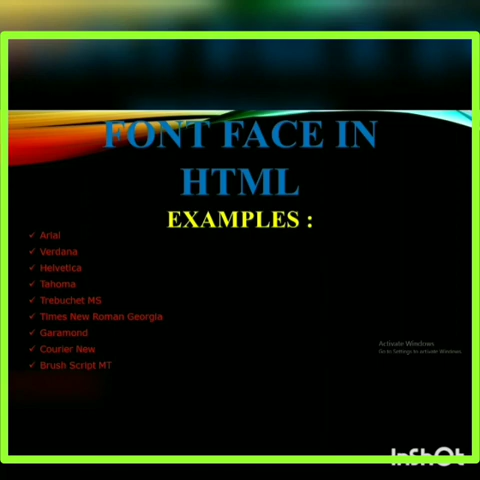 FONT FACE IN
HTML
EXAMPLES :
✓ Arial
✓ Verdana
✓ Helvetica
✓ Tahoma
✓ Trebuchet MS
✓ Times New Roman Georgia
✓ Garamond
✓ Courier New
✓ Brush Script MT
Activate Windows
Go to Settings to activate Windows.
InShOt